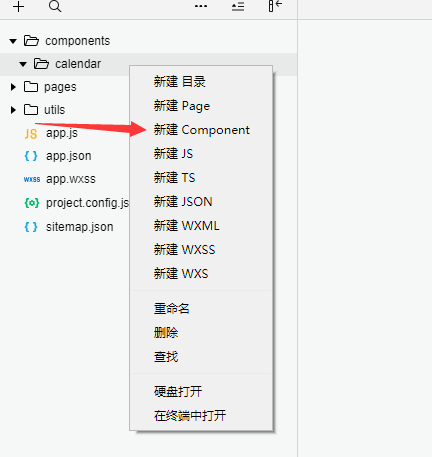 components
calendar
pages
utils
JS app.js
{ } app.json
wxss app.wxss
{o} project.config.js
{ } sitemap.json
新建 目录
新建 Page
新建 Component
新建 JS
新建 TS
新建 JSON
新建 WXML
新建 WXSS
新建 WXS
重命名
删除
查找
硬盘打开
在终端中打开